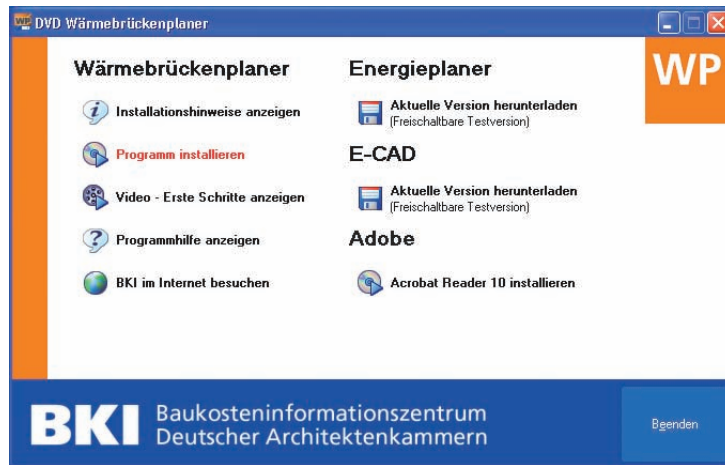 WP DVD Wärmebrückenplaner
WP
Wärmebrückenplaner
Installationshinweise anzeigen
Programm installieren
Video - Erste Schritte anzeigen
Programmhilfe anzeigen
BKI im Internet besuchen
Energieplaner
Aktuelle Version herunterladen
(Freischaltbare Testversion)
E-CAD
Aktuelle Version herunterladen
(Freischaltbare Testversion)
Adobe
Acrobat Reader 10 installieren
BKI
Baukosteninformationszentrum
Deutscher Architektenkammern
Beenden